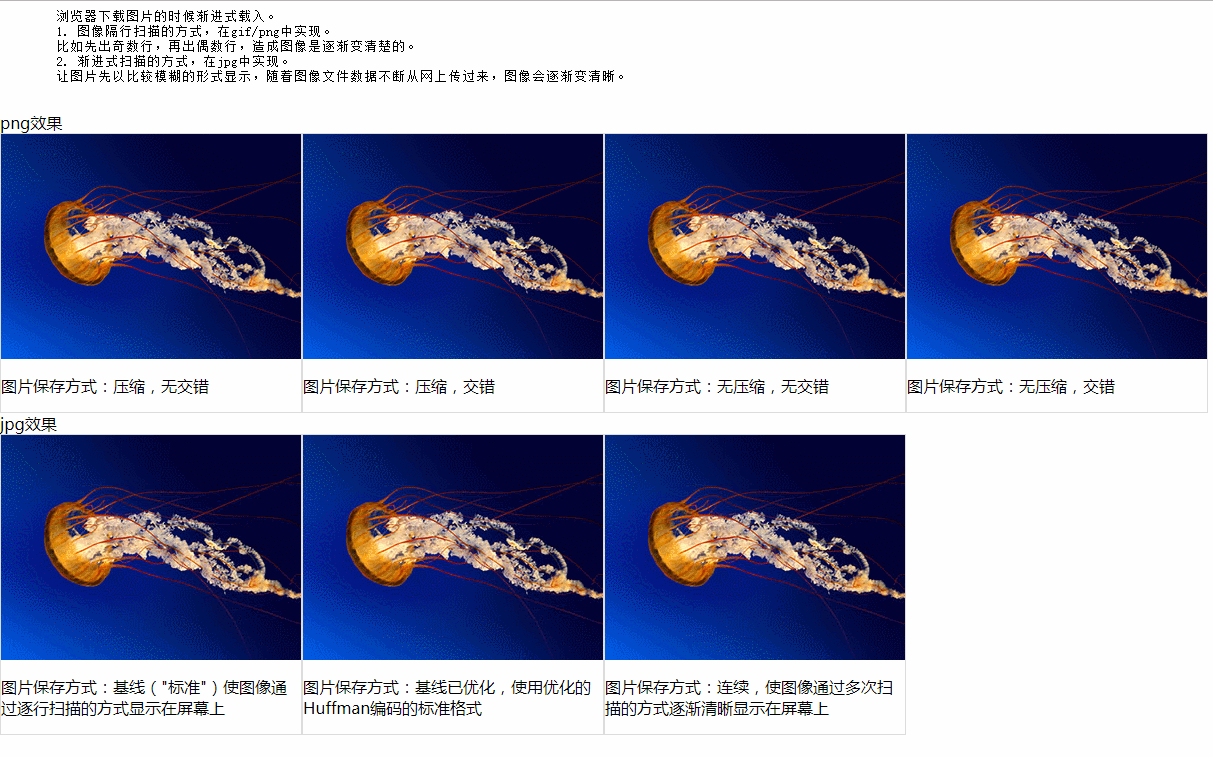 浏览器下载图片的时候渐进式载入。
1. 图像隔行扫描的方式，在gif/png中实现。
比如先出奇数行，再出偶数行，造成图像是逐渐变清楚的。
2. 渐进式扫描的方式，在jpg中实现。
让图片先以比较模糊的形式显示，随着图像文件数据不断从网上传过来，图像会逐渐变清晰。
png效果
图片保存方式：压缩，无交错
图片保存方式：压缩，交错
图片保存方式：无压缩，无交错
图片保存方式：无压缩，交错
jpg效果
图片保存方式：基线（"标准"）使图像通
过逐行扫描的方式显示在屏幕上
图片保存方式：基线已优化，使用优化的
Huffman编码的标准格式
图片保存方式：连续，使图像通过多次扫
描的方式逐渐清晰显示在屏幕上